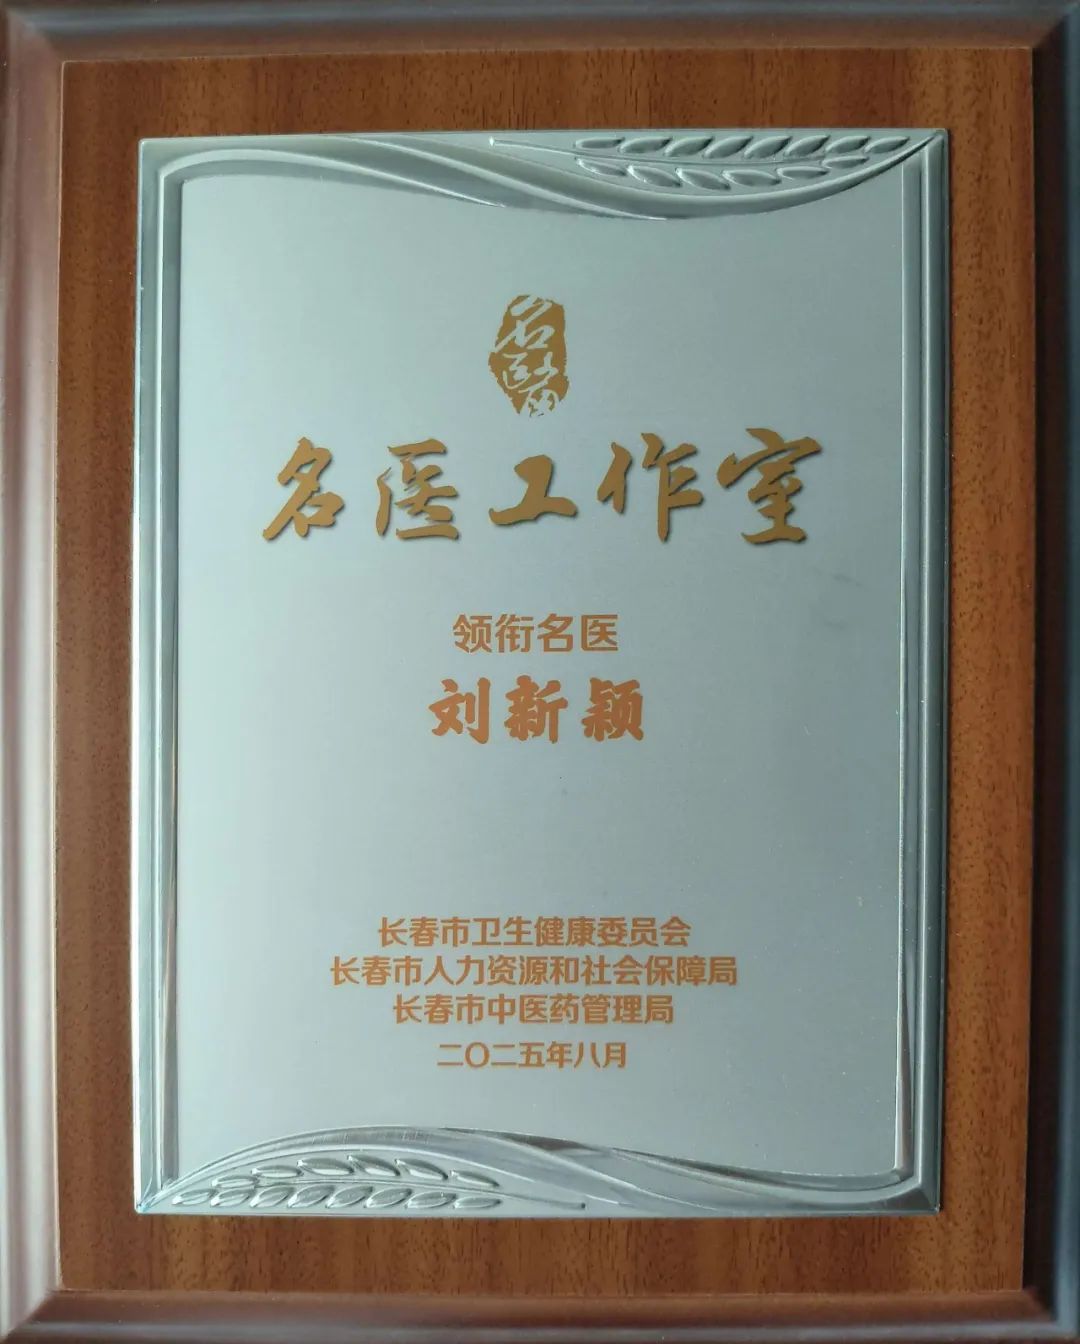 名醫
名医工作室
领衔名医
刘新颖
长春市卫生健康委员会
长春市人力资源和社会保障局
长春市中医药管理局
二〇二五年八月